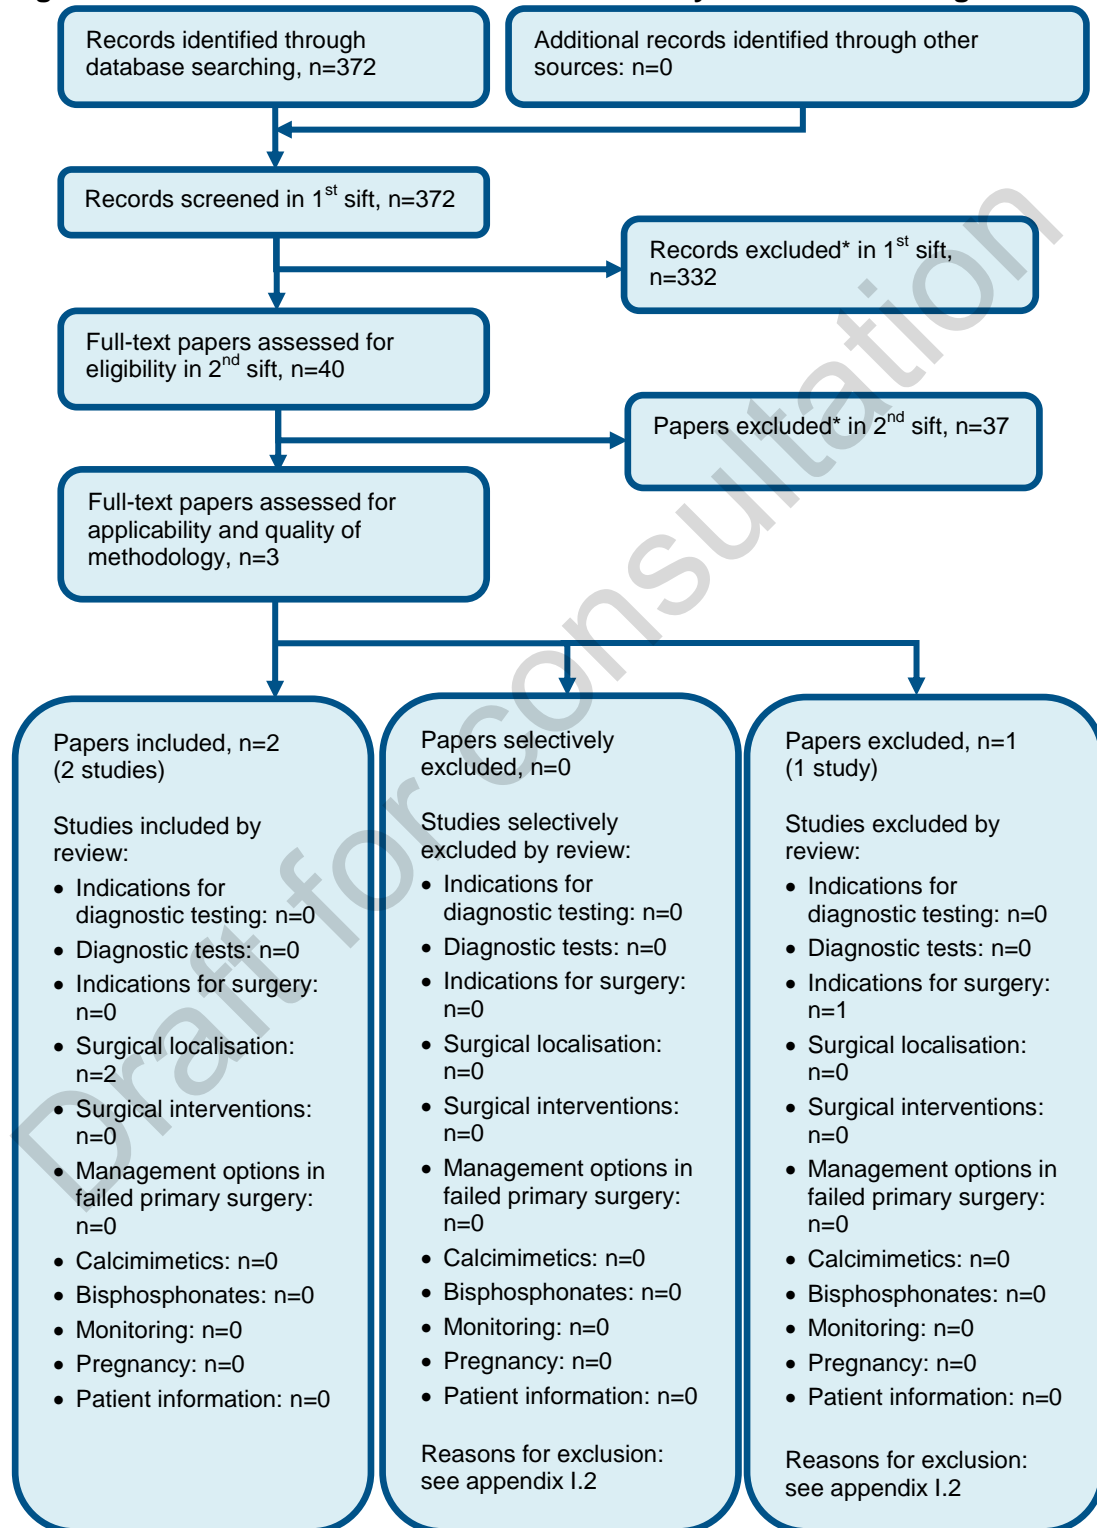 Records identified through
database searching, n=372
Additional records identified through other
sources: n=0
Records screened in 1st sift, n=372
Records excluded* in 1st sift,
n=332
Full-text papers assessed for
eligibility in 2nd sift, n=40
Papers excluded* in 2nd sift, n=37
Full-text papers assessed for
applicability and quality of
methodology, n=3
Papers included, n=2
(2 studies)
Studies included by
review:
• Indications for
diagnostic testing: n=0
• Diagnostic tests: n=0
• Indications for surgery:
n=0
• Surgical localisation:
n=2
• Surgical interventions:
n=0
• Management options in
failed primary surgery:
n=0
• Calcimimetics: n=0
• Bisphosphonates: n=0
• Monitoring: n=0
• Pregnancy: n=0
• Patient information: n=0
Papers selectively
excluded, n=0
Studies selectively
excluded by review:
• Indications for
diagnostic testing: n=0
• Diagnostic tests: n=0
• Indications for surgery:
n=0
• Surgical localisation:
n=0
• Surgical interventions:
n=0
• Management options in
failed primary surgery:
n=0
• Calcimimetics: n=0
• Bisphosphonates: n=0
• Monitoring: n=0
• Pregnancy: n=0
• Patient information: n=0
Reasons for exclusion:
see appendix I.2
Papers excluded, n=1
(1 study)
Studies excluded by
review:
• Indications for
diagnostic testing: n=0
• Diagnostic tests: n=0
• Indications for surgery:
n=1
• Surgical localisation:
n=0
• Surgical interventions:
n=0
• Management options in
failed primary surgery:
n=0
• Calcimimetics: n=0
• Bisphosphonates: n=0
• Monitoring: n=0
• Pregnancy: n=0
• Patient information: n=0
Reasons for exclusion:
see appendix I.2
Draft for consultation